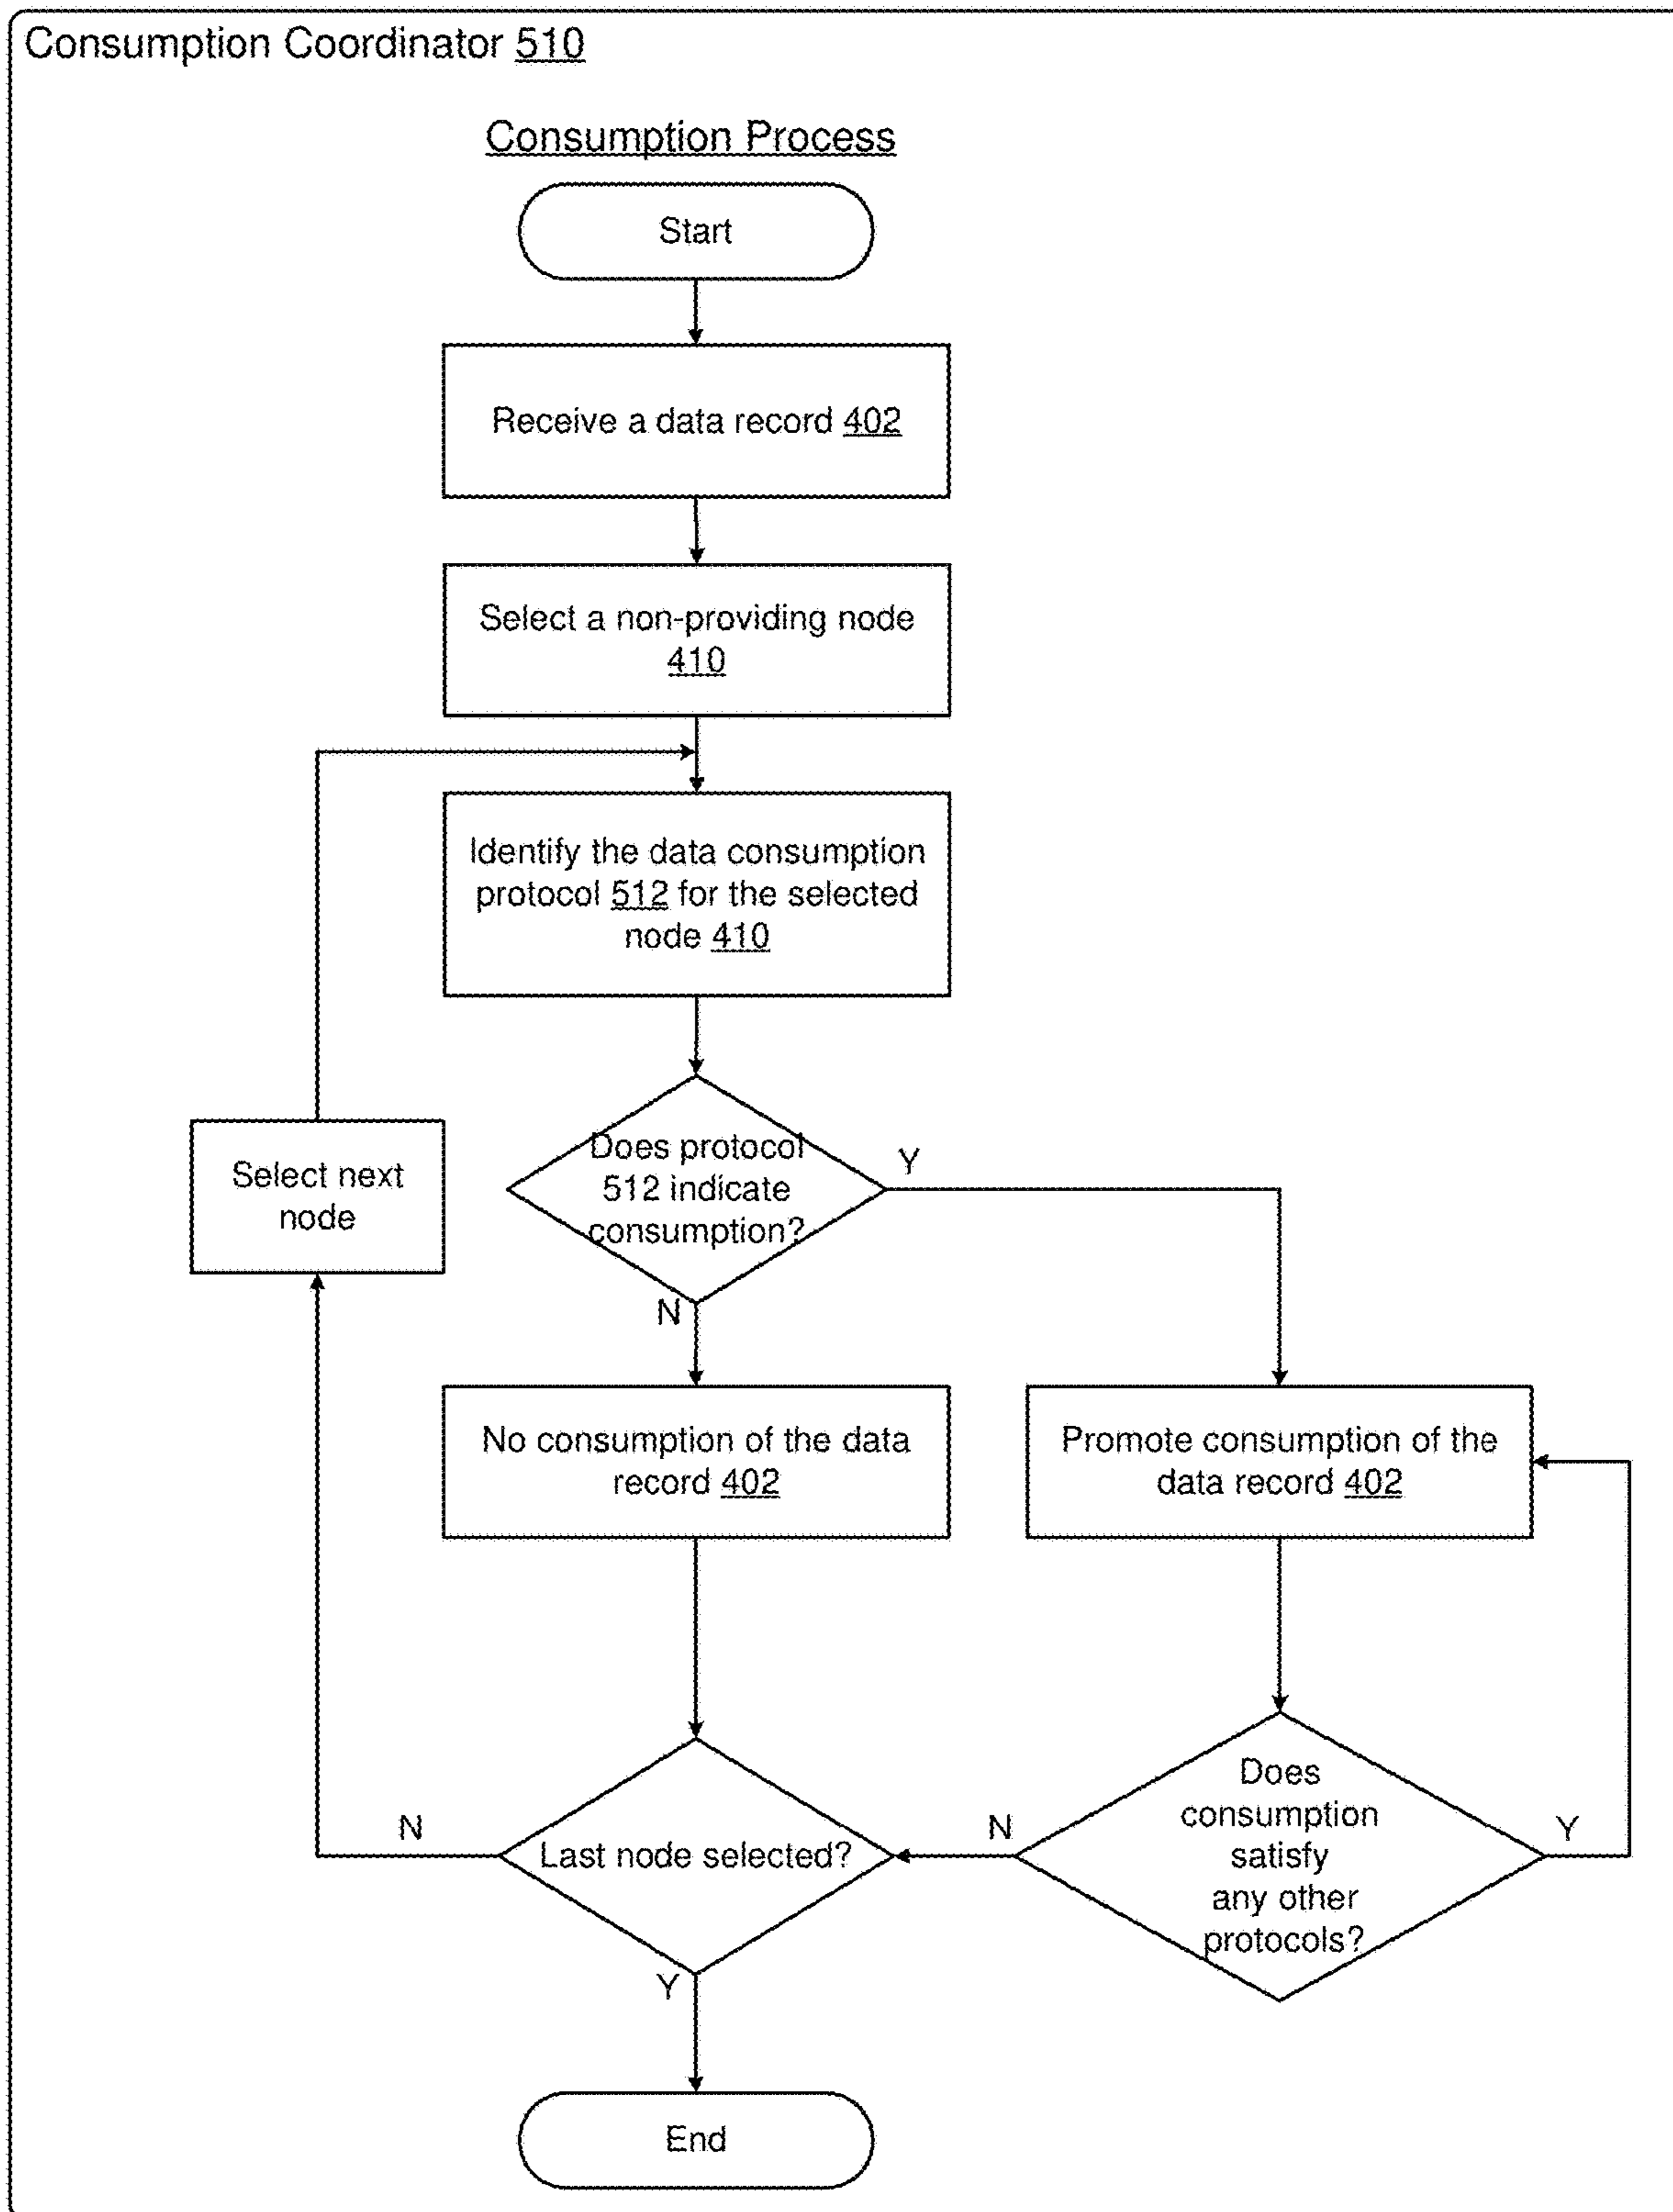 Consumption Coordinator 510
Consumption Process
Start
Receive a data record 402
Select a non-providing node
410
Identify the data consumption
protocol 512 for the selected
node 410
Does protocol
512 indicate
consumption?
Y
Select next
node
N
No consumption of the data
record 402
Promote consumption of the
data record 402
Does
consumption
satisfy
any other
protocols?
N
Last node selected?
N
Y
Y
End